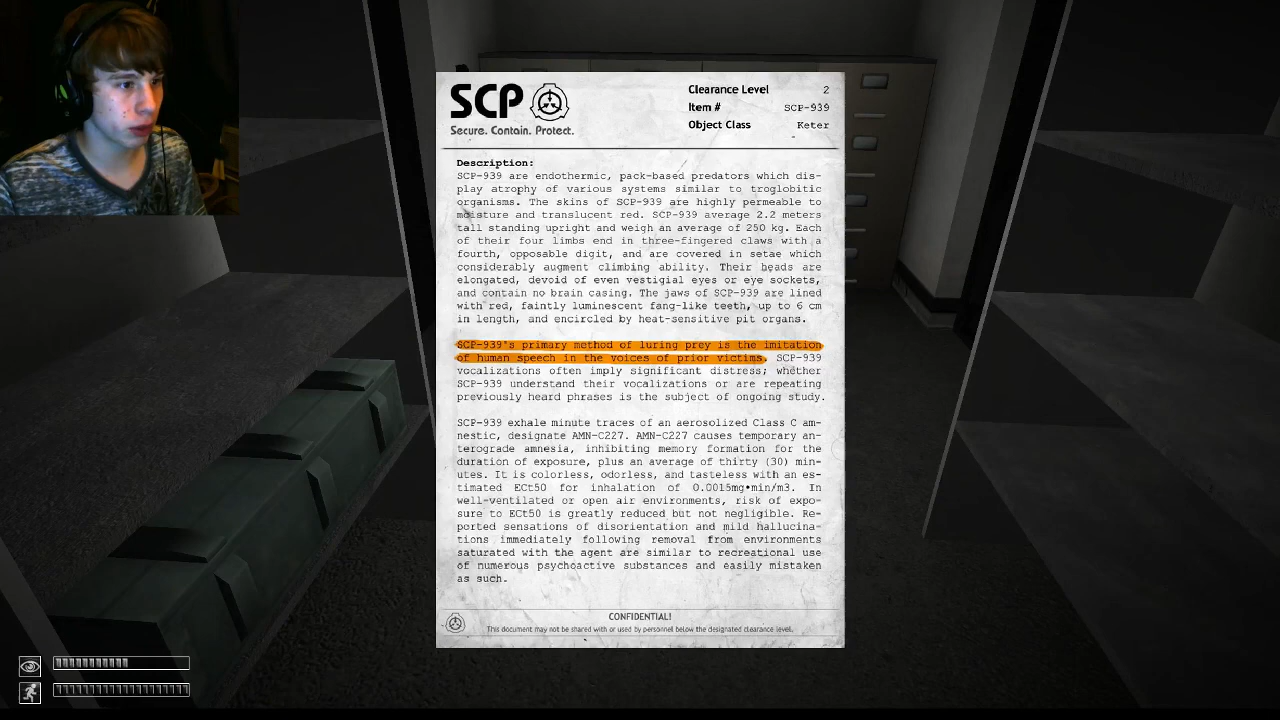 SCP
Secure. Contain. Protect.
Clearance Level 2
Item # SCP-939
Object Class Keter
Description:
SCP-939 are endothermic, pack-based predators which dis-
play atrophy of various systems similar to troglobitic
organisms. The skins of SCP-939 are highly permeable to
moisture and translucent red. SCP-939 average 2.2 meters
tall standing upright and weigh an average of 250 kg. Each
of their four limbs end in three-fingered claws with a
fourth, opposable digit, and are covered in setae which
considerably augment climbing ability. Their heads are
elongated, devoid of even vestigial eyes or eye sockets,
and contain no brain casing. The jaws of SCP-939 are lined
with red, faintly luminescent fang-like teeth, up to 6 cm
in length, and encircled by heat-sensitive pit organs.
SCP-939's primary method of luring prey is the imitation
of human speech in the voices of prior victims. SCP-939
vocalizations often imply significant distress; whether
SCP-939 understand their vocalizations or are repeating
previously heard phrases is the subject of ongoing study.
SCP-939 exhale minute traces of an aerosolized Class C am-
nestic, designate AMN-C227. AMN-C227 causes temporary an-
terograde amnesia, inhibiting memory formation for the
duration of exposure, plus an average of thirty (30) min-
utes. It is colorless, odorless, and tasteless with an es-
timated ECt50 for inhalation of 0.0015mg•min/m3. In
well-ventilated or open air environments, risk of expo-
sure to ECt50 is greatly reduced but not negligible. Re-
ported sensations of disorientation and mild hallucina-
tions immediately following removal from environments
saturated with the agent are similar to recreational use
of numerous psychoactive substances and easily mistaken
as such.
CONFIDENTIAL!
This document may not be shared with or used by personnel below the designated clearance level.